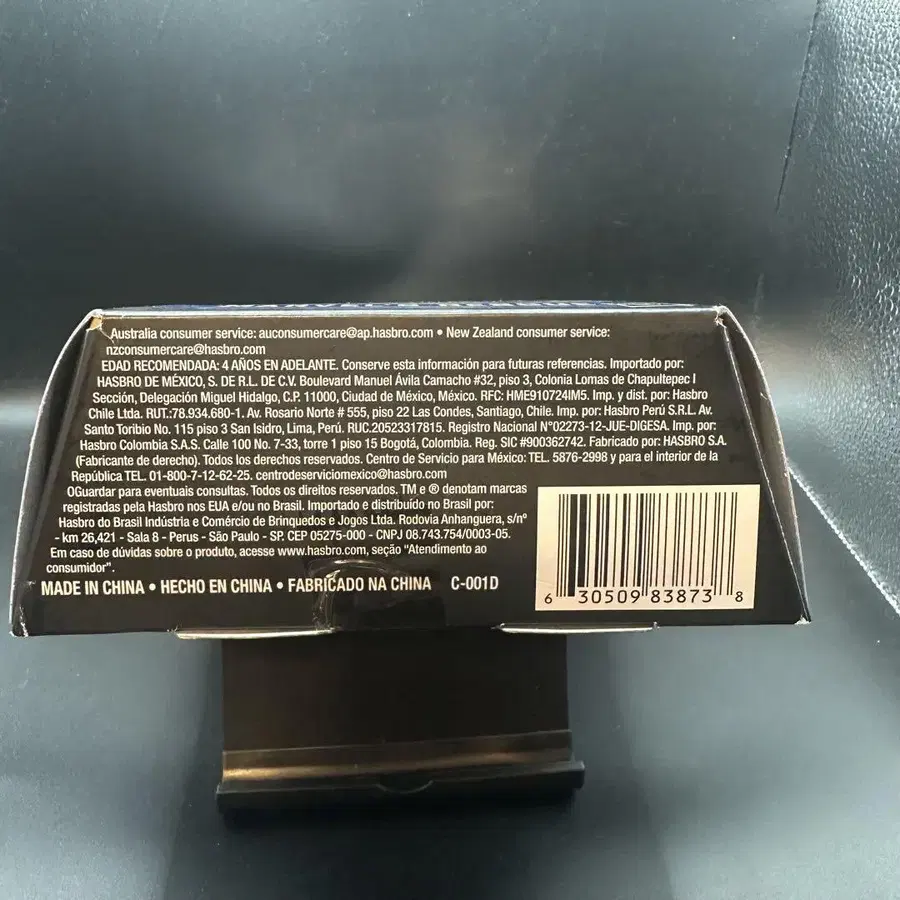 Australia consumer service: auconsumercare@ap.hasbro.com • New Zealand consumer service:
nzconsumercare@hasbro.com
EDAD RECOMENDADA: 4 AÑOS EN ADELANTE. Conserve esta información para futuras referencias. Importado por:
HASBRO DE MÉXICO, S. DE R.L. DE C.V. Boulevard Manuel Ávila Camacho #32, piso 3, Colonia Lomas de Chapultepec I
Sección, Delegación Miguel Hidalgo, C.P. 11000, Ciudad de México, México. RFC: HME910724IM5. Imp. y dist. por: Hasbro
Chile Ltda. RUT.:78.934.680-1. Av. Rosario Norte # 555, piso 22 Las Condes, Santiago, Chile. Imp. por: Hasbro Perú S.R.L. Av.
Santo Toribio No. 115 piso 3 San Isidro, Lima, Perú. RUC.20523317815. Registro Nacional N°02273-12-JUE-DIGESA. Imp. por:
Hasbro Colombia S.A.S. Calle 100 No. 7-33, torre 1 piso 15 Bogotá, Colombia. Reg. SIC #900362742. Fabricado por: HASBRO S.A.
(Fabricante de derecho). Todos los derechos reservados. Centro de Servicio para México: TEL. 5876-2998 y para el interior de la
República TEL. 01-800-7-12-62-25. centrodeserviciomexico@hasbro.com
OGuardar para eventuais consultas. Todos os direitos reservados. TM e ® denotam marcas
registradas pela Hasbro nos EUA e/ou no Brasil. Importado e distribuído no Brasil por:
Hasbro do Brasil Indústria e Comércio de Brinquedos e Jogos Ltda. Rodovia Anhanguera, s/nº
- km 26,421 - Sala 8 - Perus - São Paulo - SP. CEP 05275-000 - CNPJ 08.743.754/0003-05.
Em caso de dúvidas sobre o produto, acesse www.hasbro.com, seção "Atendimento ao
consumidor".
MADE IN CHINA • HECHO EN CHINA • FABRICADO NA CHINA C-001D
6 30509 83873 8